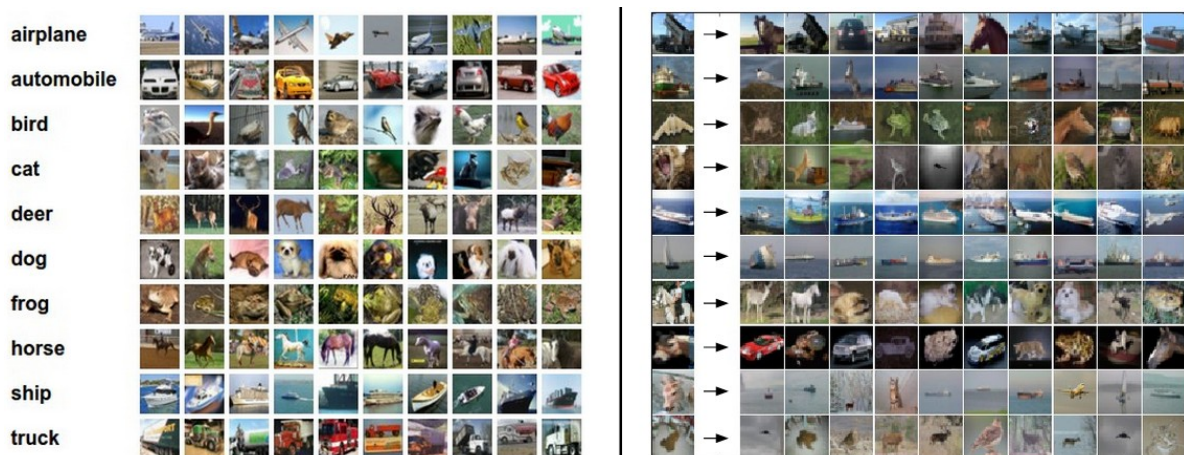 airplane
automobile
bird
cat
deer
dog
frog
horse
ship
truck